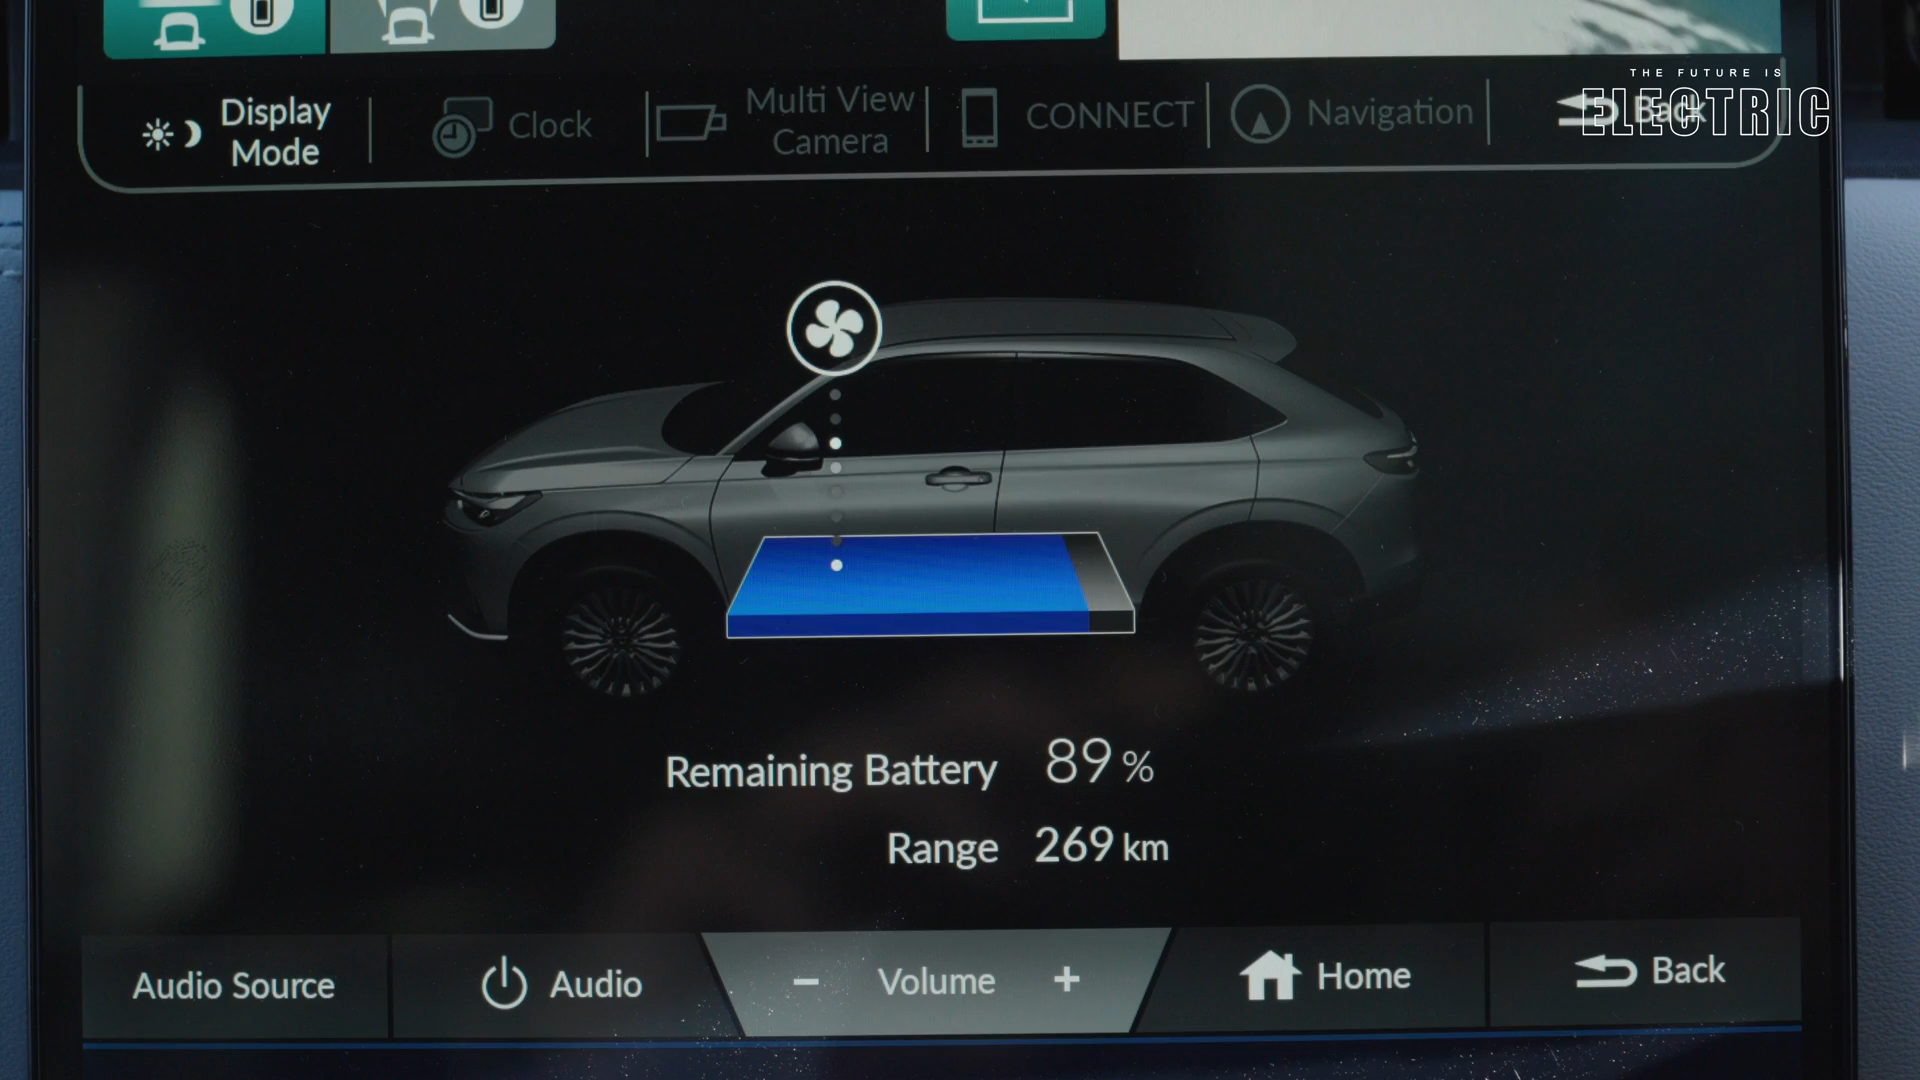 THE FUTURE IS
ELECTRIC
Display
Mode
Clock
Multi View
Camera
CONNECT
Navigation
Back
Remaining Battery 89 %
Range 269 km
Audio Source
Audio
- Volume +
Home
Back